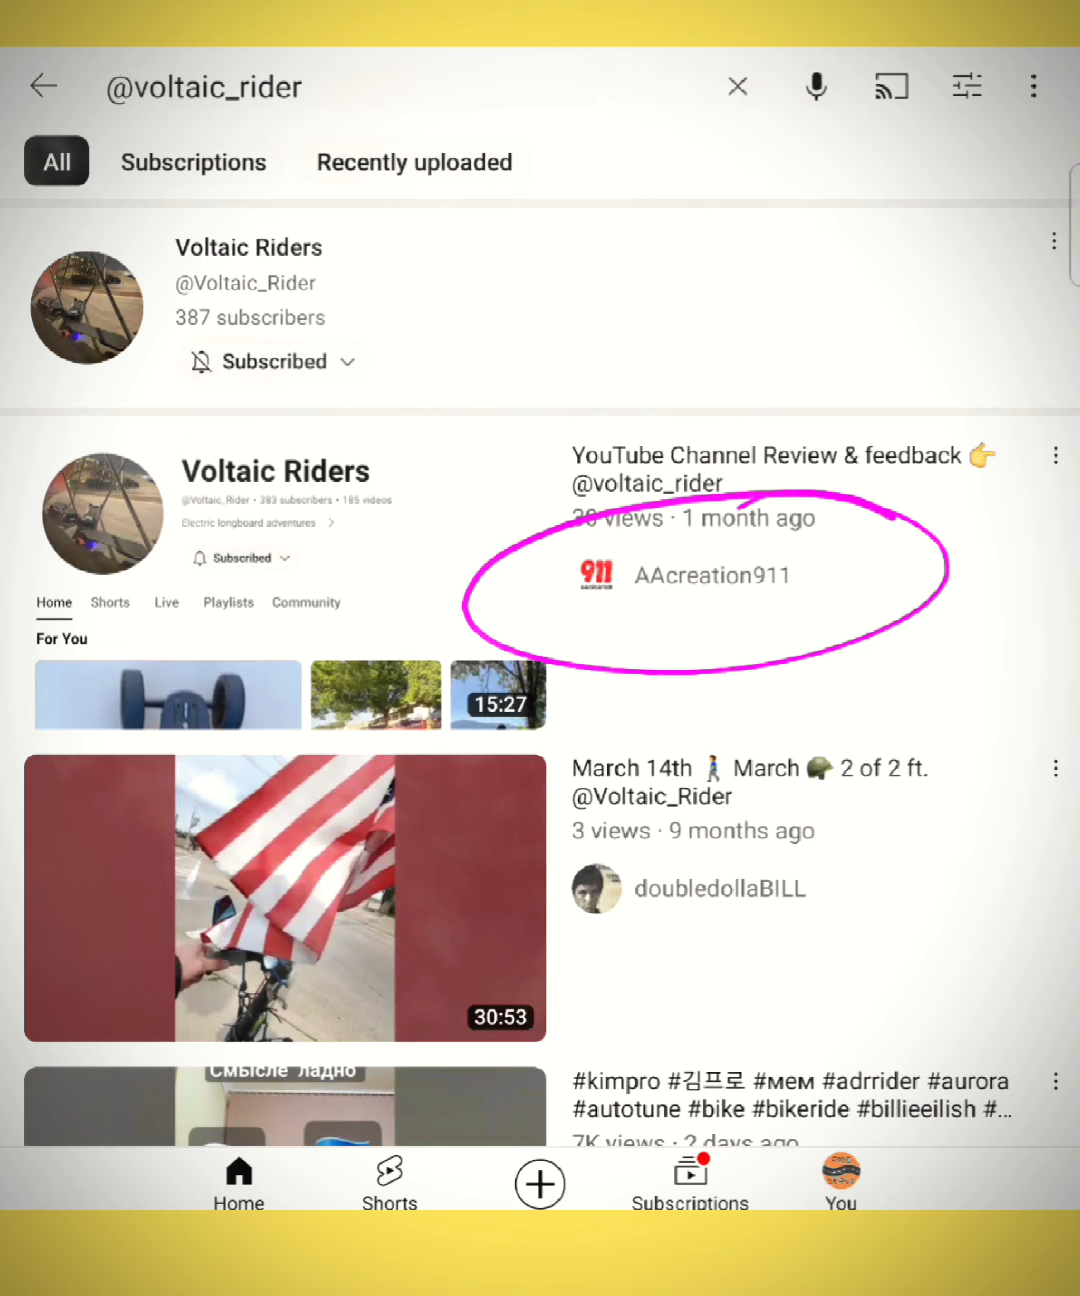 @voltaic_rider
All
Subscriptions
Recently uploaded
Voltaic Riders
@Voltaic_Rider
387 subscribers
Subscribed
Voltaic Riders
@Voltaic_Rider • 383 subscribers • 185 videos
Electric longboard adventures
Subscribed
Home Shorts Live Playlists Community
For You
15:27
YouTube Channel Review & feedback 👉
@voltaic_rider
30 views · 1 month ago
911
AAcreation911
30:53
March 14th 🚶 March 🪖 2 of 2 ft.
@Voltaic_Rider
3 views · 9 months ago
doubledollaBILL
Смысле ладно
#kimpro #김프로 #мем #adrrider #aurora
#autotune #bike #bikeride #billieeilish #...
7K views · 2 days ago
Home
Shorts
Subscriptions
You